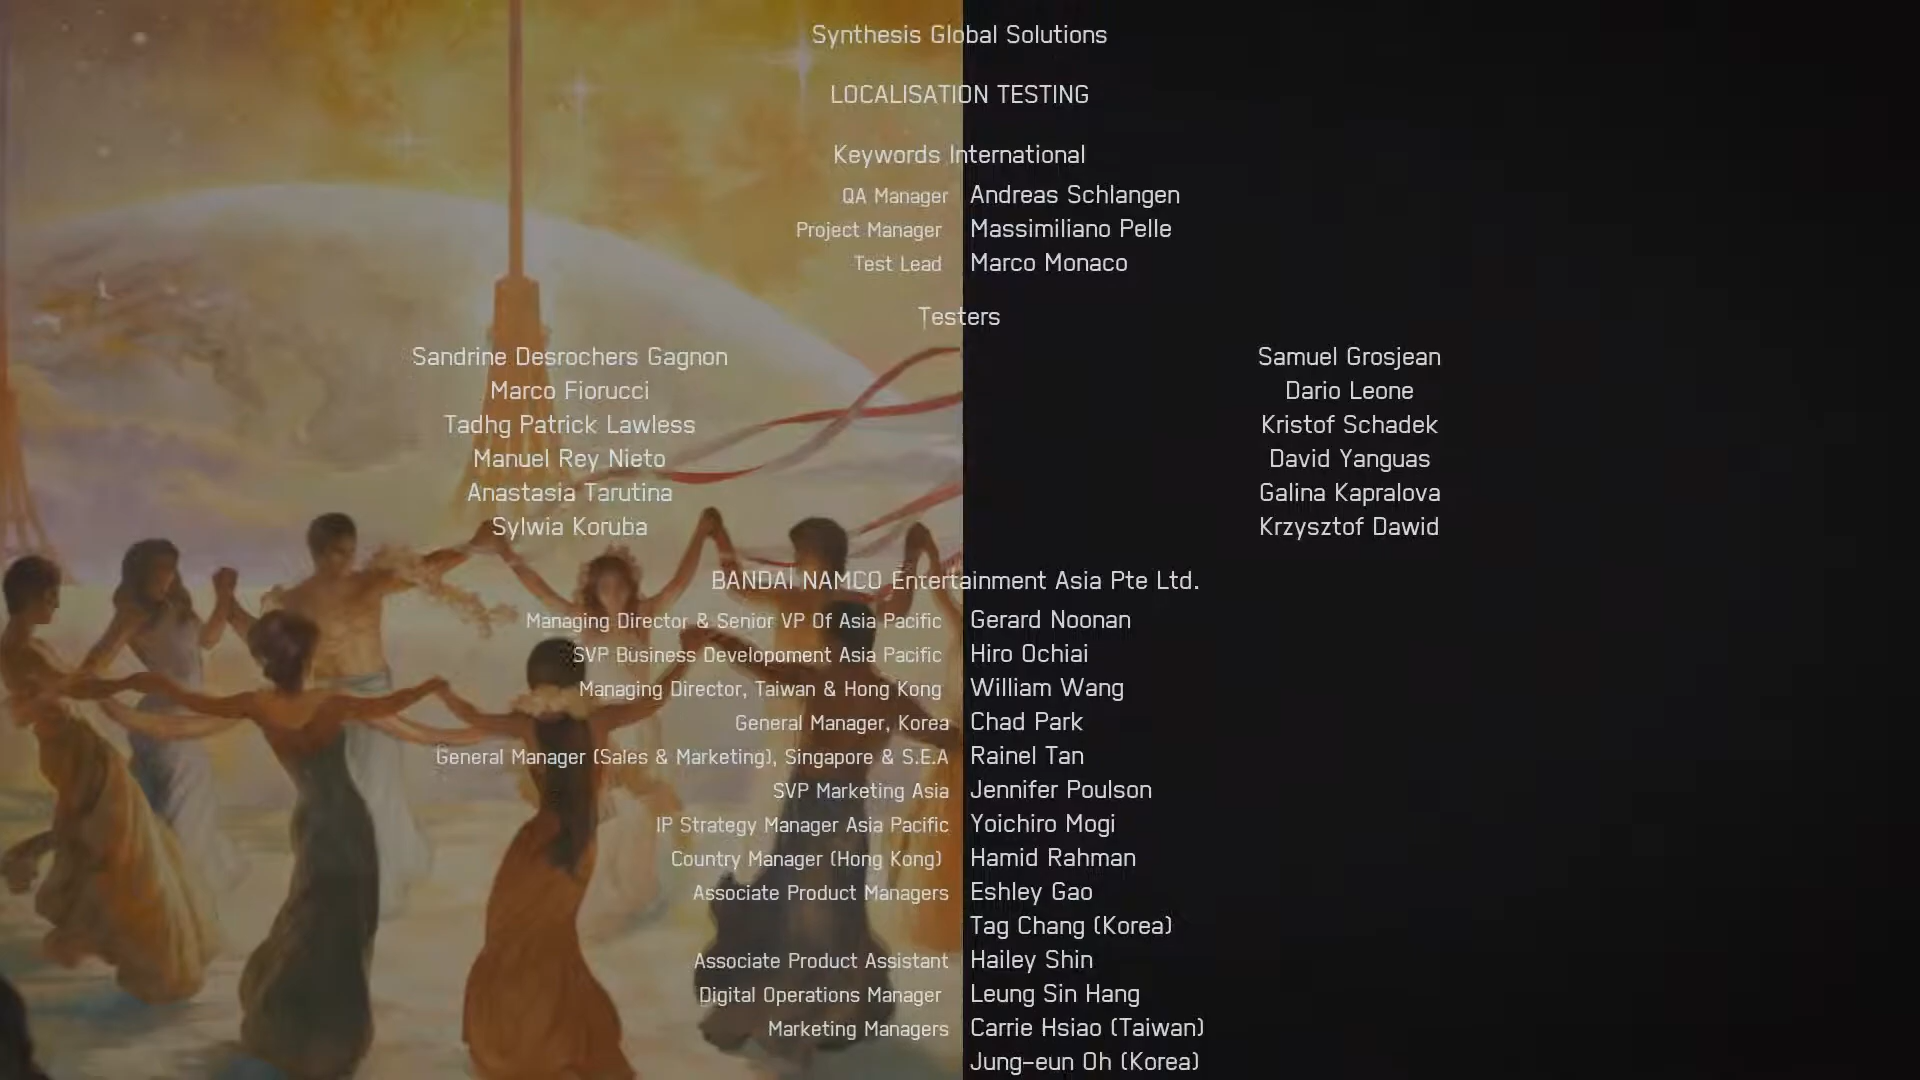 Synthesis Global Solutions
LOCALISATION TESTING
Keywords International
QA Manager Andreas Schlangen
Project Manager Massimiliano Pelle
Test Lead Marco Monaco
Testers
Sandrine Desrochers Gagnon Samuel Grosjean
Marco Fiorucci Dario Leone
Tadhg Patrick Lawless Kristof Schadek
Manuel Rey Nieto David Yanguas
Anastasia Tarutina Galina Kapralova
Sylwia Koruba Krzysztof Dawid
BANDAI NAMCO Entertainment Asia Pte Ltd.
Managing Director & Senior VP Of Asia Pacific Gerard Noonan
SVP Business Developoment Asia Pacific Hiro Ochiai
Managing Director, Taiwan & Hong Kong William Wang
General Manager, Korea Chad Park
General Manager (Sales & Marketing), Singapore & S.E.A Rainel Tan
SVP Marketing Asia Jennifer Poulson
IP Strategy Manager Asia Pacific Yoichiro Mogi
Country Manager (Hong Kong) Hamid Rahman
Associate Product Managers Eshley Gao
Tag Chang (Korea)
Associate Product Assistant Hailey Shin
Digital Operations Manager Leung Sin Hang
Marketing Managers Carrie Hsiao (Taiwan)
Jung-eun Oh (Korea)